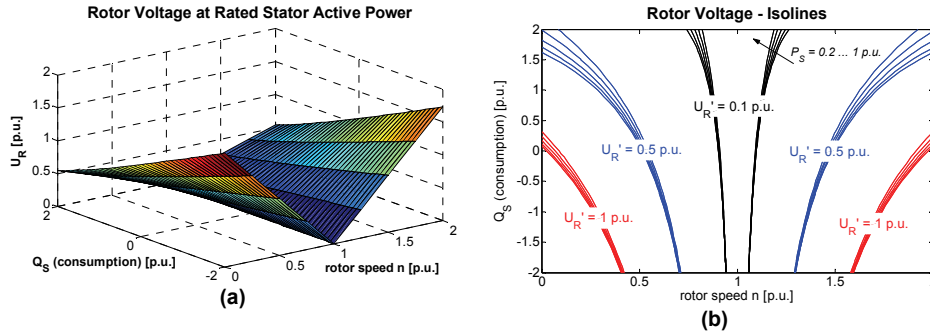 Rotor Voltage at Rated Stator Active Power
2
1.5
1
0.5
0
U_R [p.u.]
2
0
-2
Q_S (consumption) [p.u.]
0
0.5
1
1.5
2
rotor speed n [p.u.]
(a)
Rotor Voltage - Isolines
2
1.5
1
0.5
0
0.5
-1
1.5
-2
Q_S (consumption) [p.u.]
P_S = 0.2 ... 1 p.u.
U_R' = 0.1 p.u.
U_R' = 0.5 p.u.
U_R' = 0.5 p.u.
U_R' = 1 p.u.
U_R' = 1 p.u.
0
0.5
1
1.5
2
rotor speed n [p.u.]
(b)